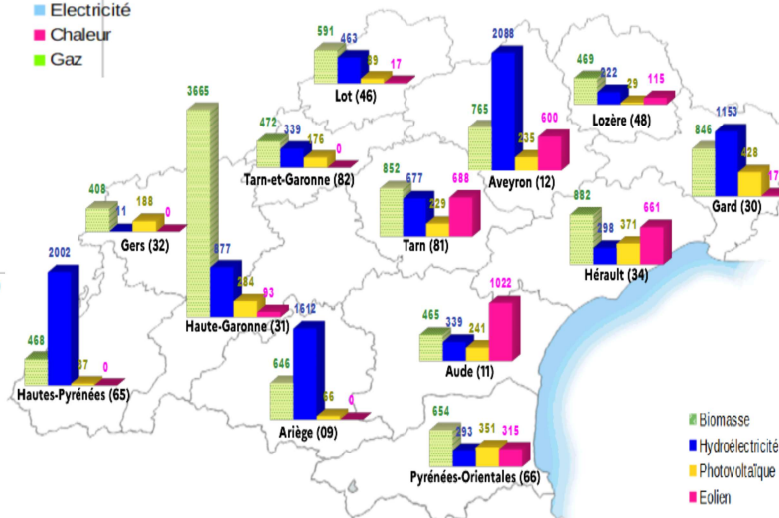 Electricité
Chaleur
Gaz
591 463 89 17
Lot (46)
2088
765 235 600
Aveyron (12)
469 222 29 115
Lozère (48)
3665
472 339 176 0
Tarn-et-Garonne (82)
1153
846 428 17
Gard (30)
852 677 229 688
Tarn (81)
408 11 188 0
Gers (32)
882 298 371 661
Hérault (34)
877 284 93
Haute-Garonne (31)
2002
468 37 0
Hautes-Pyrénées (65)
1612
646 66 0
Ariège (09)
1022
465 339 241
Aude (11)
654 293 351 315
Pyrénées-Orientales (66)
Biomasse
Hydroélectricité
Photovoltaïque
Eolien